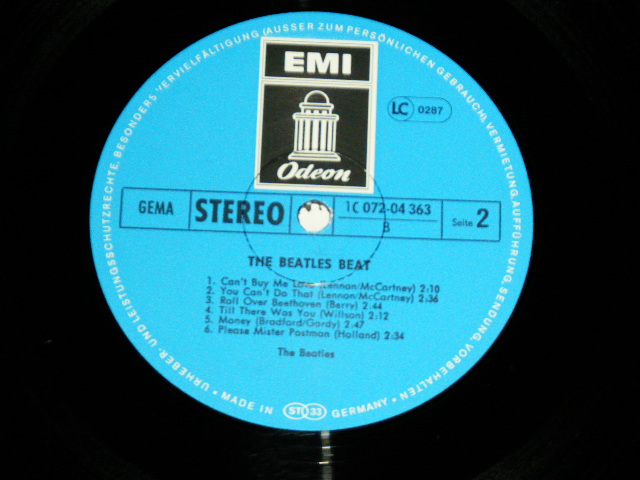 EMI
Odeon
LC 0287
GEMA STEREO 1C 072-04 363 Seite 2
B
THE BEATLES BEAT
1. Can't Buy Me Love (Lennon/McCartney) 2:10
2. You Can't Do That (Lennon/McCartney) 2:36
3. Roll Over Beethoven (Berry) 2:44
4. Till There Was You (Willson) 2:12
5. Money (Bradford/Gordy) 2:47
6. Please Mister Postman (Holland) 2:34
The Beatles
URHEBER- UND LEISTUNGSSCHUTZRECHTE, BESONDERS VERVIELFÄLTIGUNG (AUSSER ZUM PERSÖNLICHEN GEBRAUCH), VERMIETUNG, AUFFÜHRUNG, SENDUNG, VORBEHALTEN
• MADE IN ST 33 GERMANY •